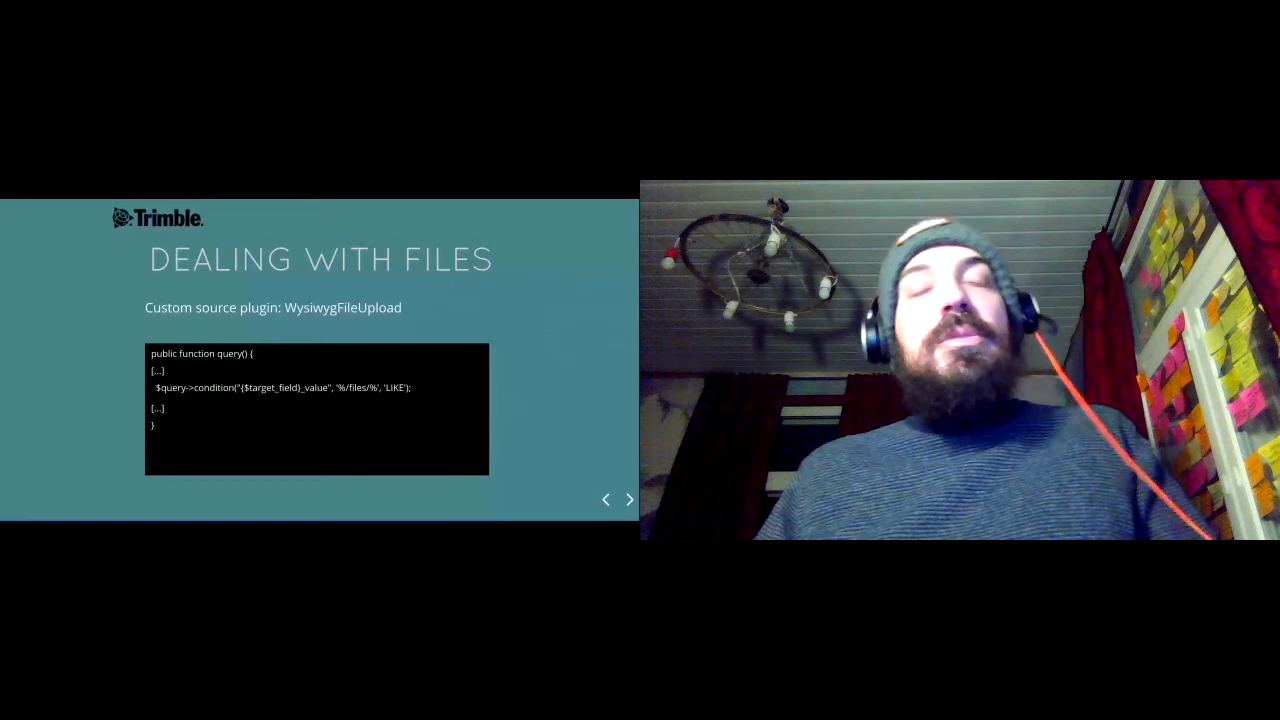 Trimble.
DEALING WITH FILES
Custom source plugin: WysiwygFileUpload
public function query() {
[...]
$query->condition("{$target_field}_value", '%/files/%', 'LIKE');
[...]
}